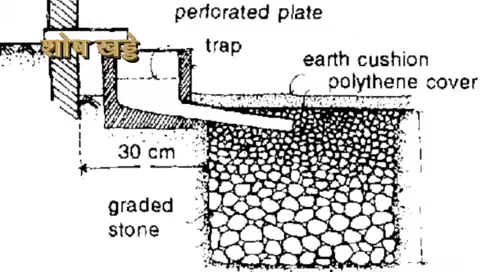 perforated plate
शोष खड्डे
trap
earth cushion
polythene cover
30 cm
graded
stone